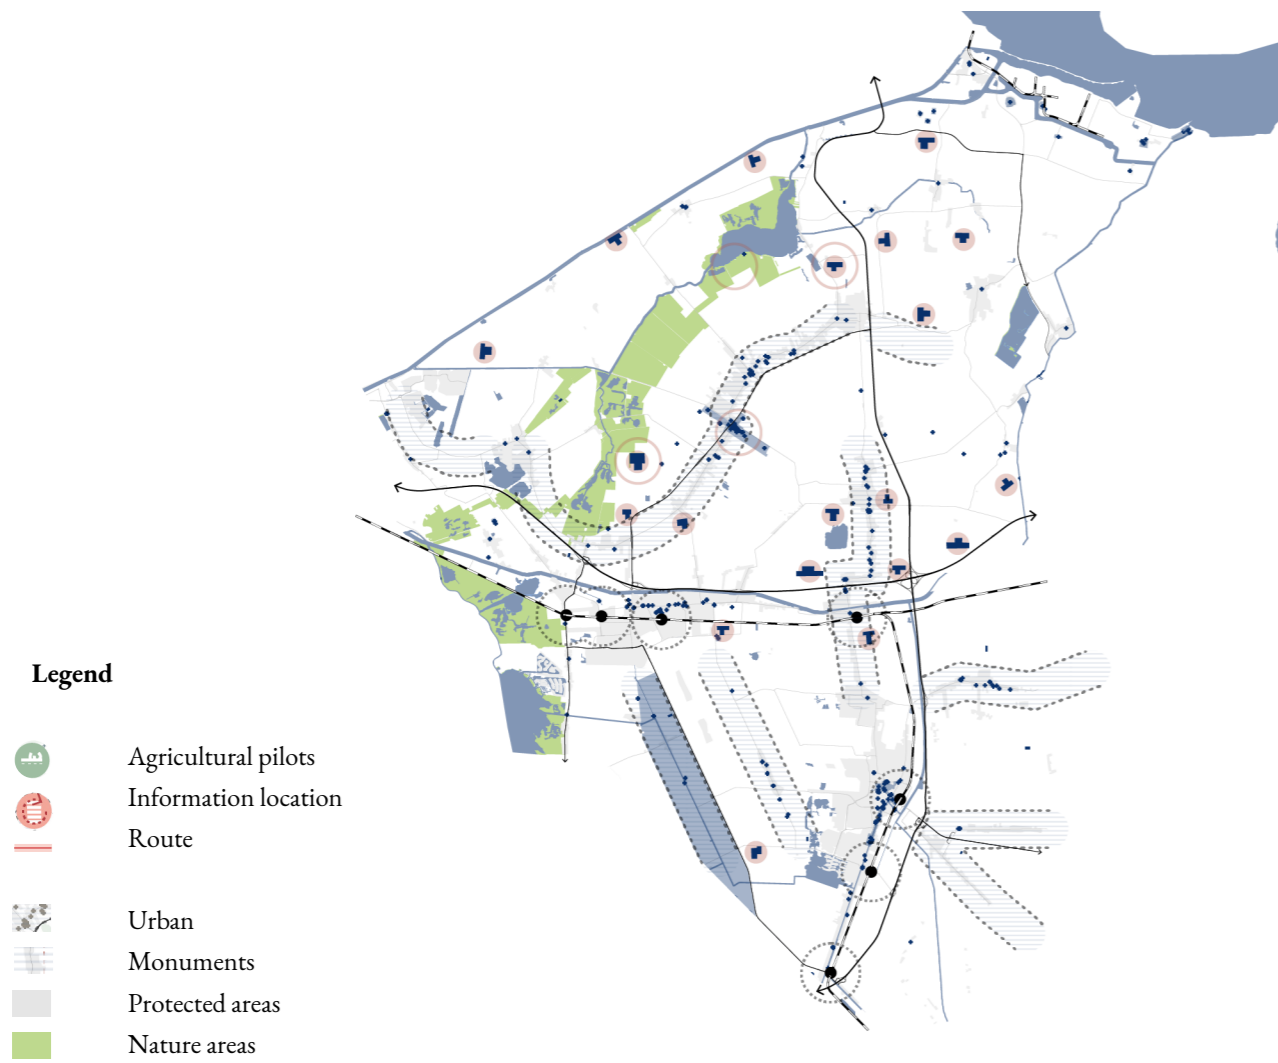 Legend
Agricultural pilots
Information location
Route
Urban
Monuments
Protected areas
Nature areas